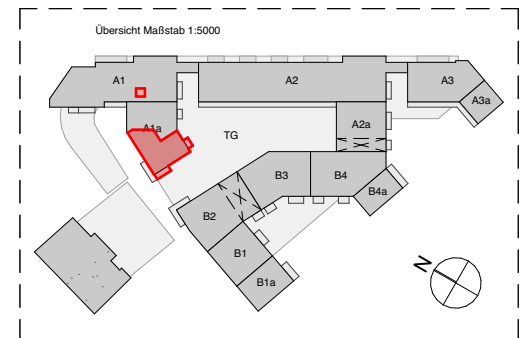 Übersicht Maßstab 1:5000
A1
A2
A3
A3a
A1a
TG
A2a
B3
B4
B4a
B2
B1
B1a
N